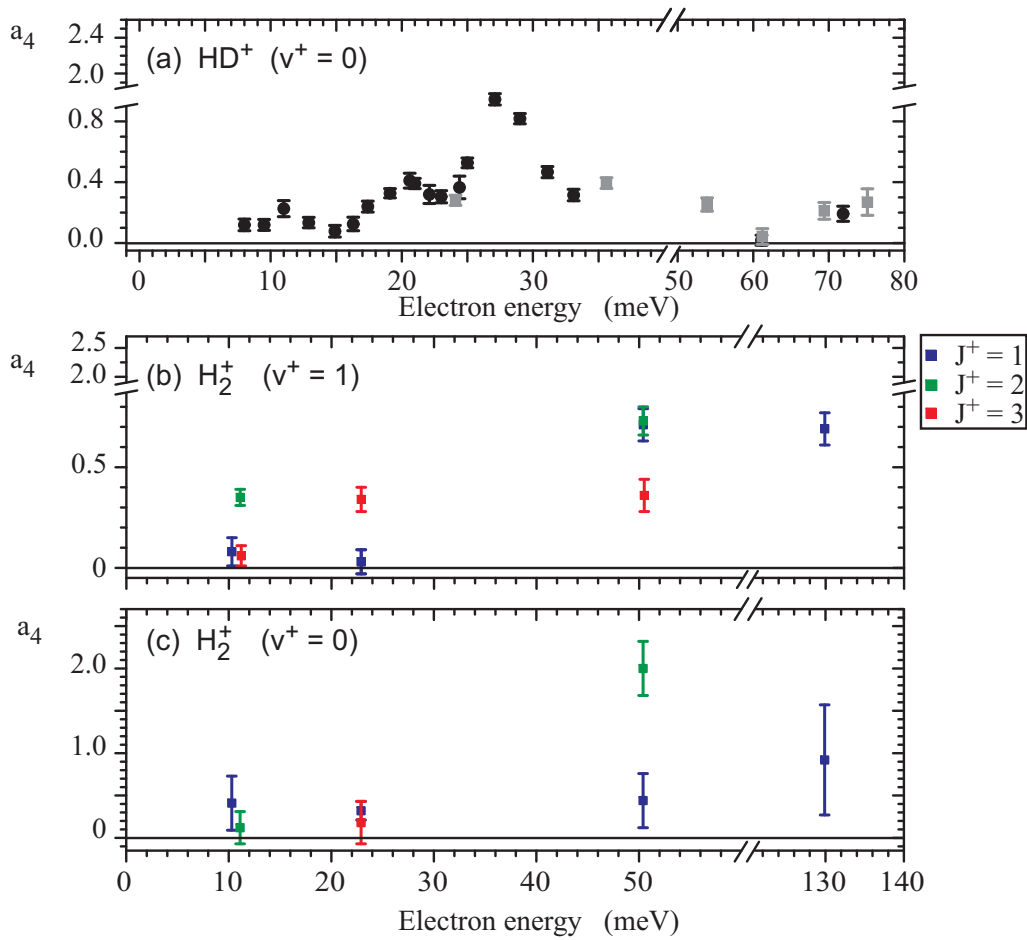 a4
2.4
2.0
0.8
0.4
0.0
(a) HD+ (v+ = 0)
0 10 20 30 50 60 70 80
Electron energy (meV)
a4
2.5
2.0
0.5
0
(b) H2+ (v+ = 1)
J+ = 1
J+ = 2
J+ = 3
a4
2.0
1.0
0
(c) H2+ (v+ = 0)
0 10 20 30 40 50 130 140
Electron energy (meV)